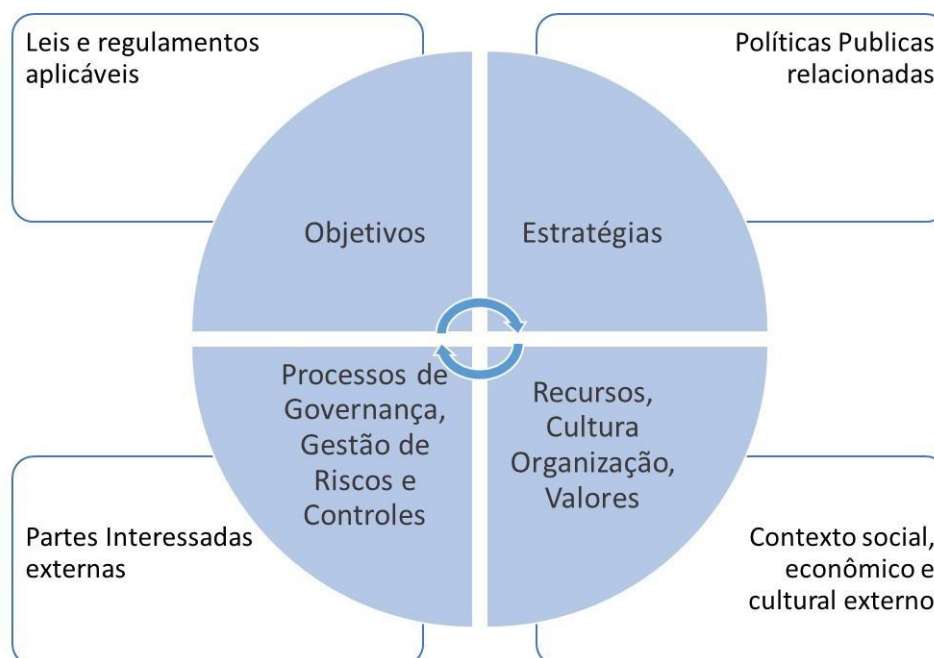 Leis e regulamentos
aplicáveis
Políticas Publicas
relacionadas
Objetivos
Estratégias
Processos de
Governança,
Gestão de
Riscos e
Controles
Recursos,
Cultura
Organização,
Valores
Partes Interessadas
externas
Contexto social,
econômico e
cultural externo